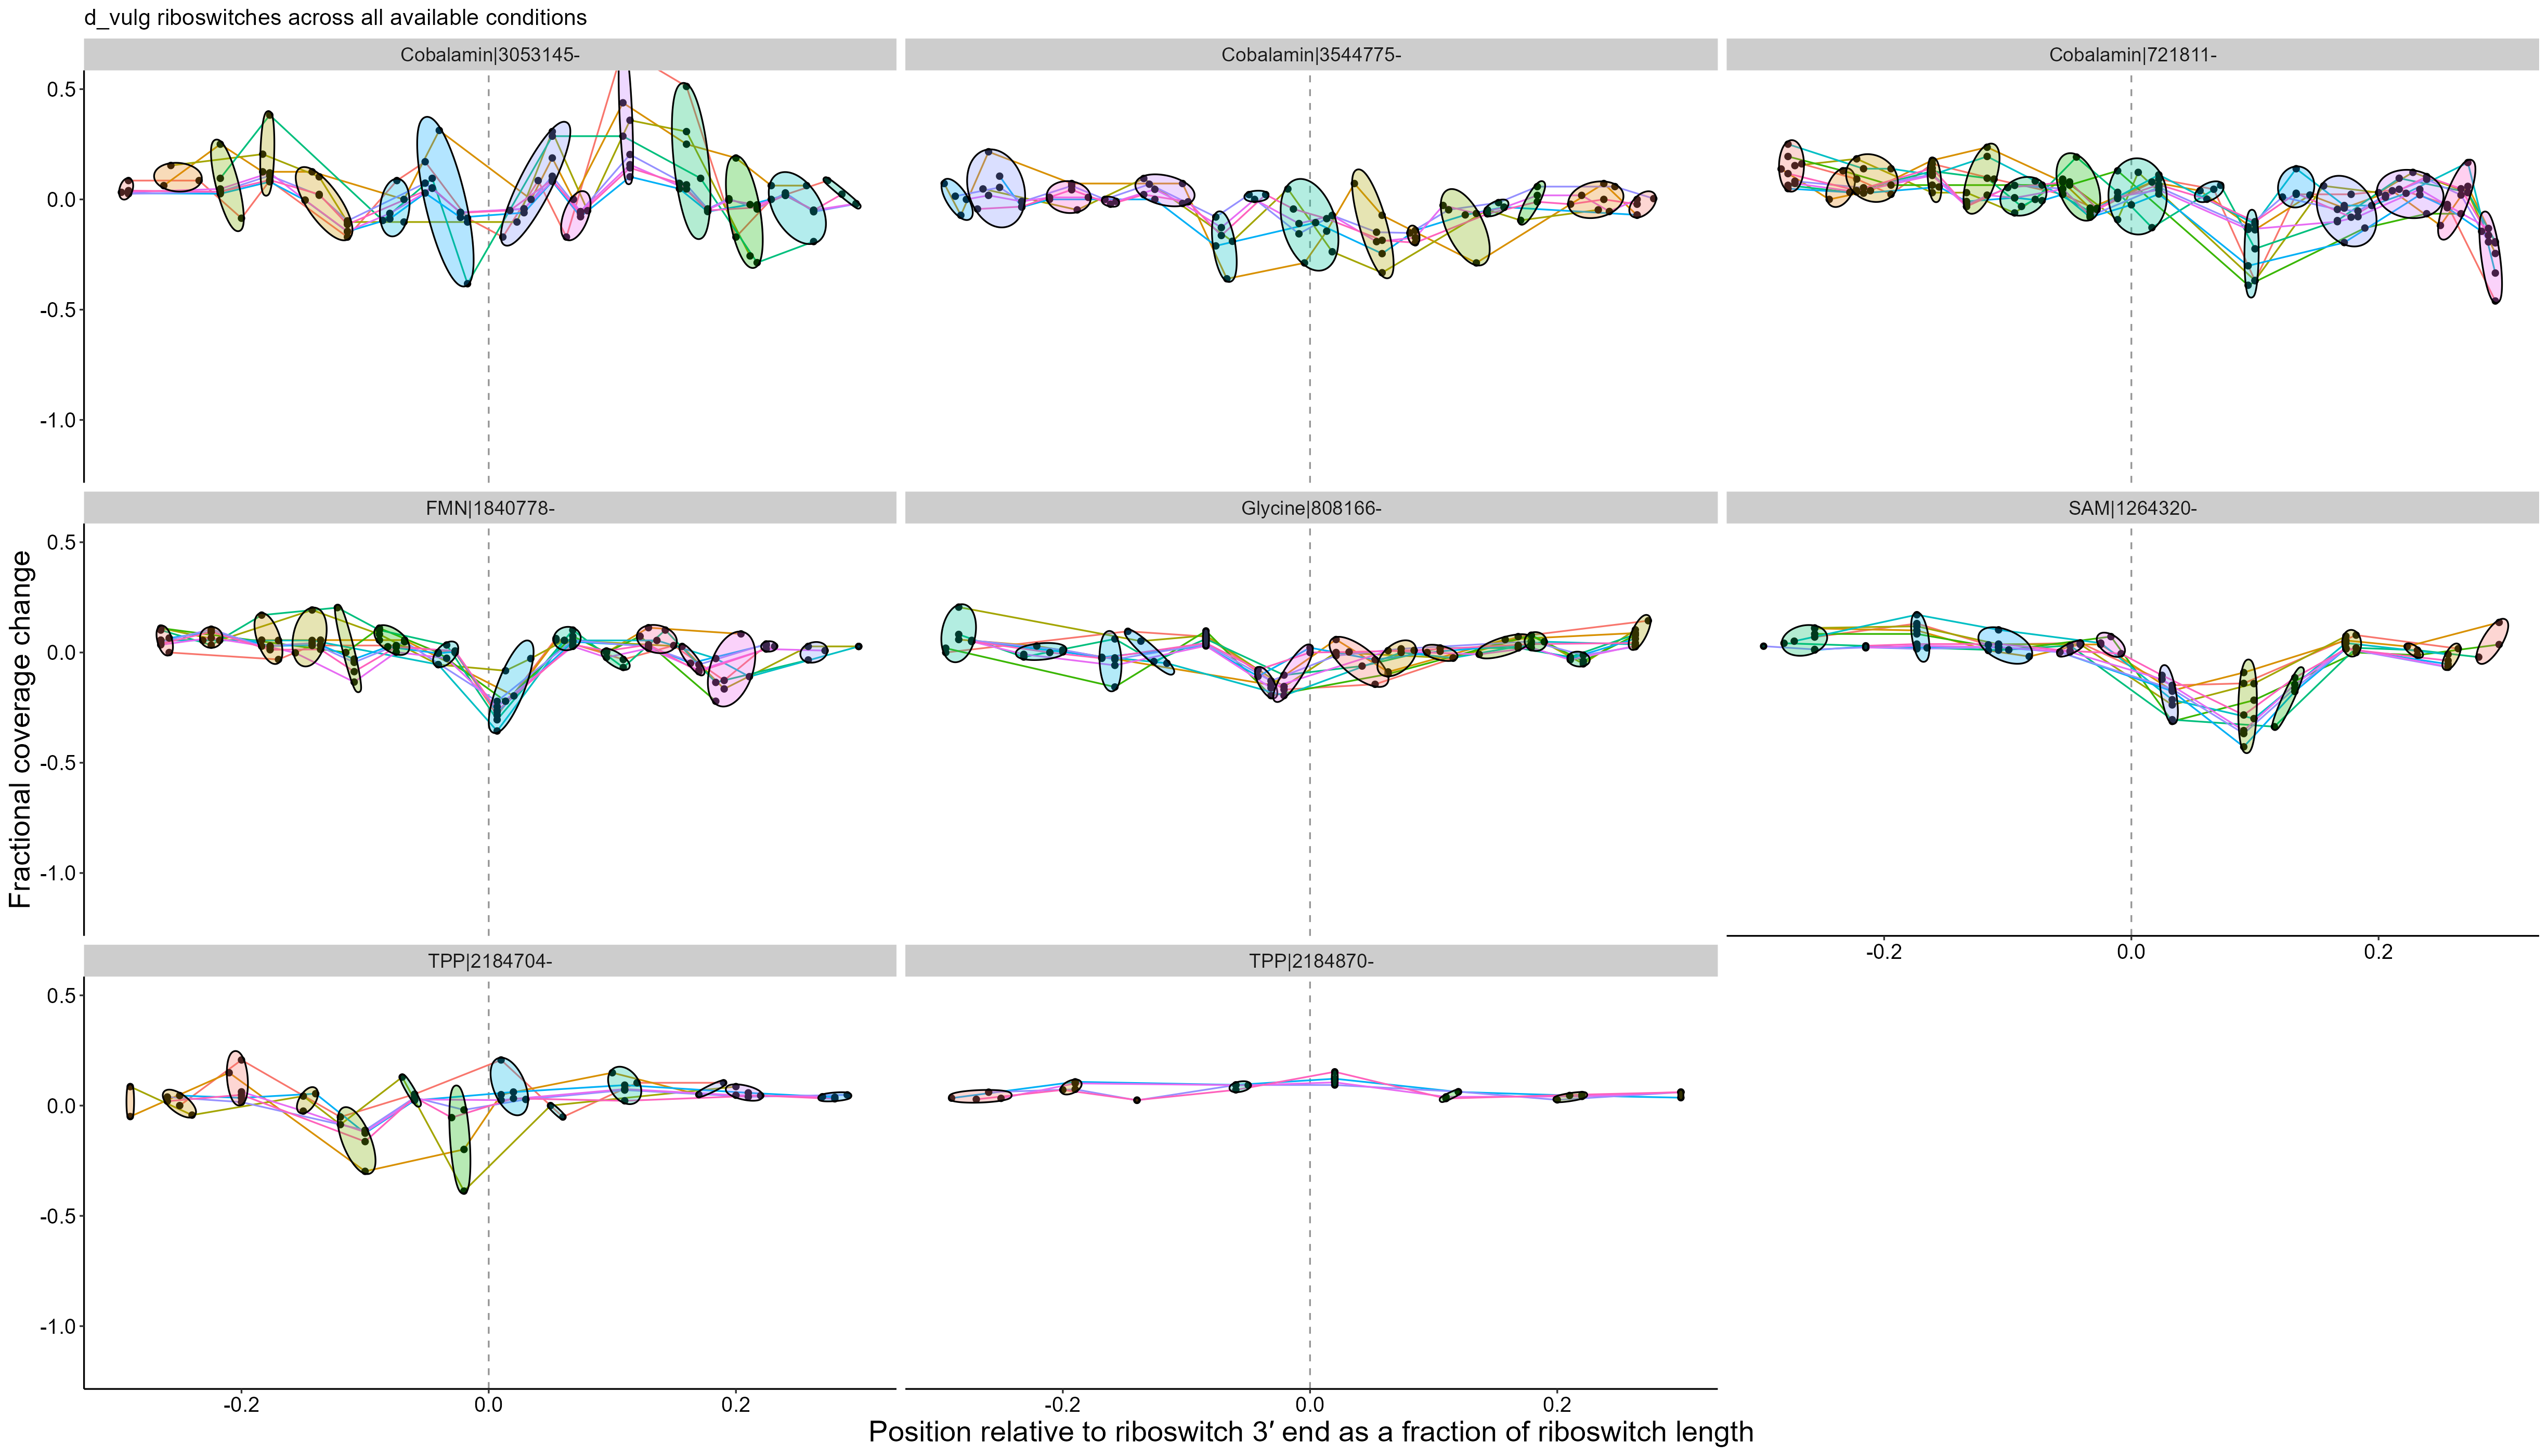 d_vulg riboswitches across all available conditions
Cobalamin|3053145-
Cobalamin|3544775-
Cobalamin|721811-
0.5
0.0
-0.5
-1.0
FMN|1840778-
Glycine|808166-
SAM|1264320-
0.5
0.0
-0.5
-1.0
-0.2
0.0
0.2
TPP|2184704-
TPP|2184870-
0.5
0.0
-0.5
-1.0
-0.2
0.0
0.2
-0.2
0.0
0.2
Fractional coverage change
Position relative to riboswitch 3′ end as a fraction of riboswitch length